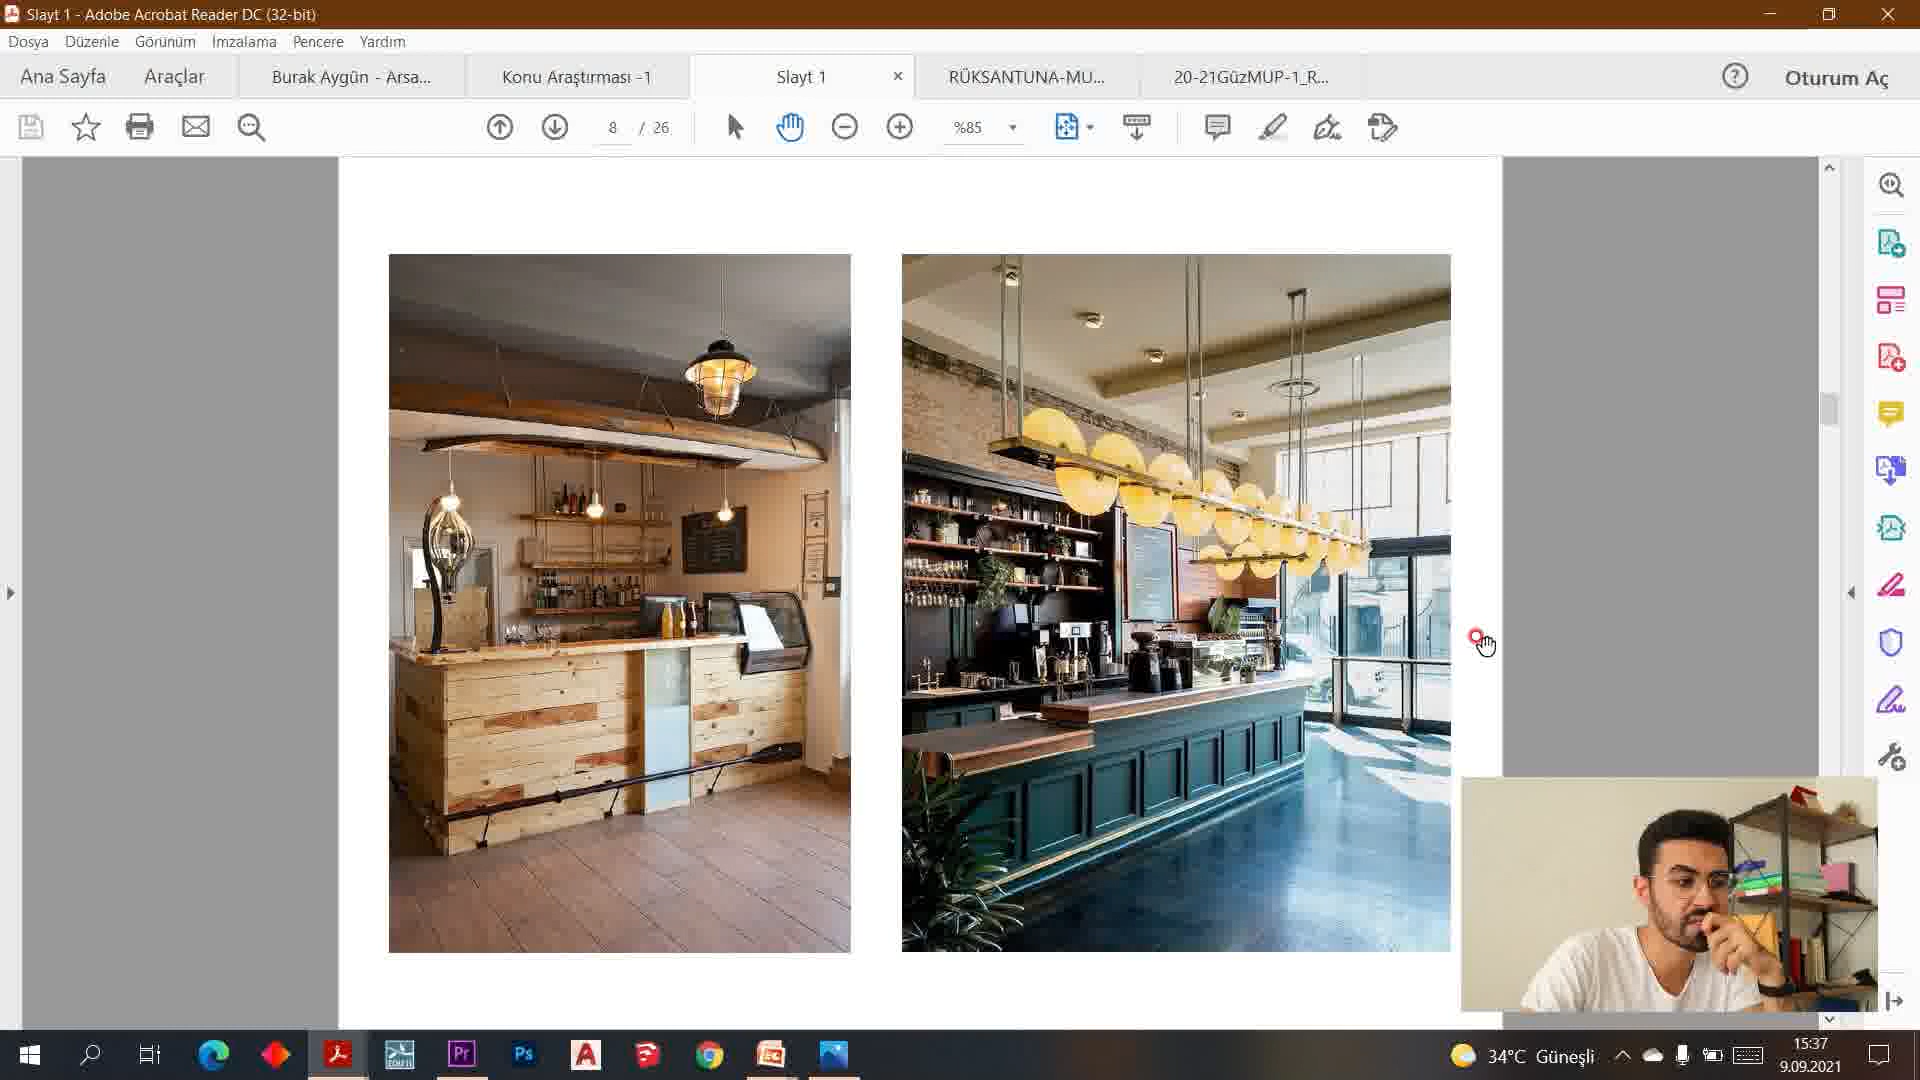 Slayt 1 - Adobe Acrobat Reader DC (32-bit)
Dosya Düzenle Görünüm İmzalama Pencere Yardım
Ana Sayfa Araçlar Burak Aygün - Arsa... Konu Araştırması -1 Slayt 1 RÜKSANTUNA-MU... 20-21GüzMUP-1_R... Oturum Aç
8 / 26 %85
Pr Ps
34°C Güneşli
15:37
9.09.2021